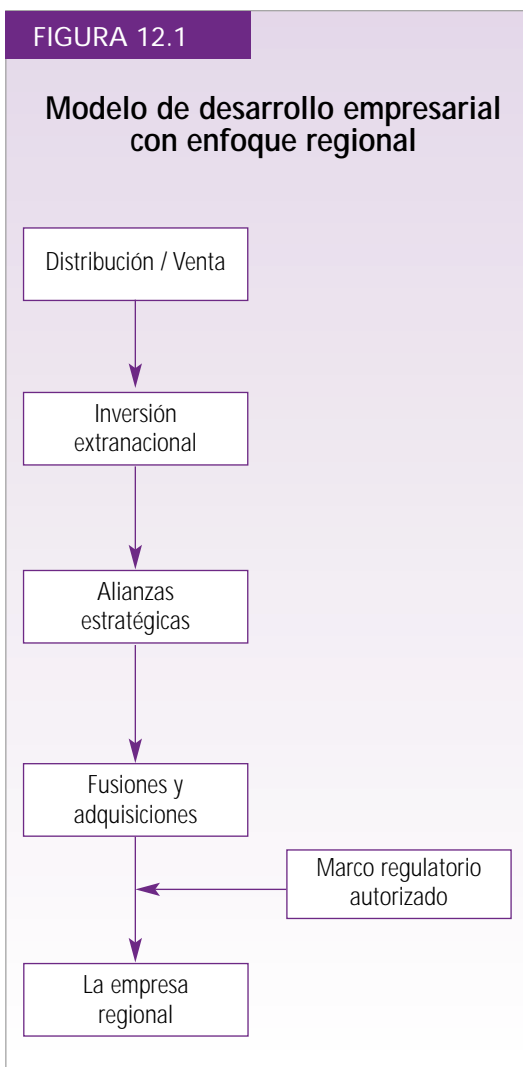 FIGURA 12.1
Modelo de desarrollo empresarial
con enfoque regional
Distribución / Venta
Inversión
extranacional
Alianzas
estratégicas
Fusiones y
adquisiciones
Marco regulatorio
autorizado
La empresa
regional